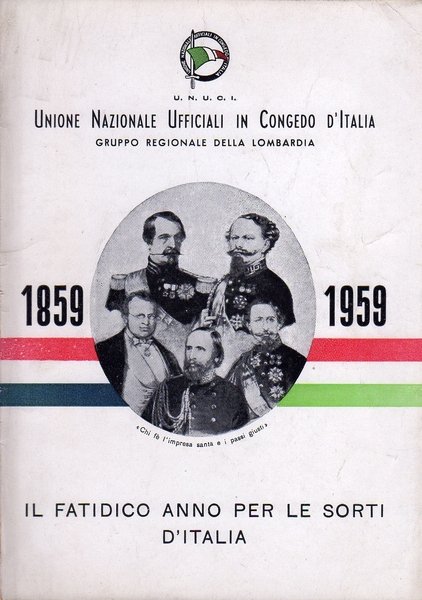 U. N. U. C. I.
UNIONE NAZIONALE UFFICIALI IN CONGEDO D'ITALIA
GRUPPO REGIONALE DELLA LOMBARDIA
1859 1959
«Chi fè l'impresa santa e i passi giusti»
IL FATIDICO ANNO PER LE SORTI
D'ITALIA